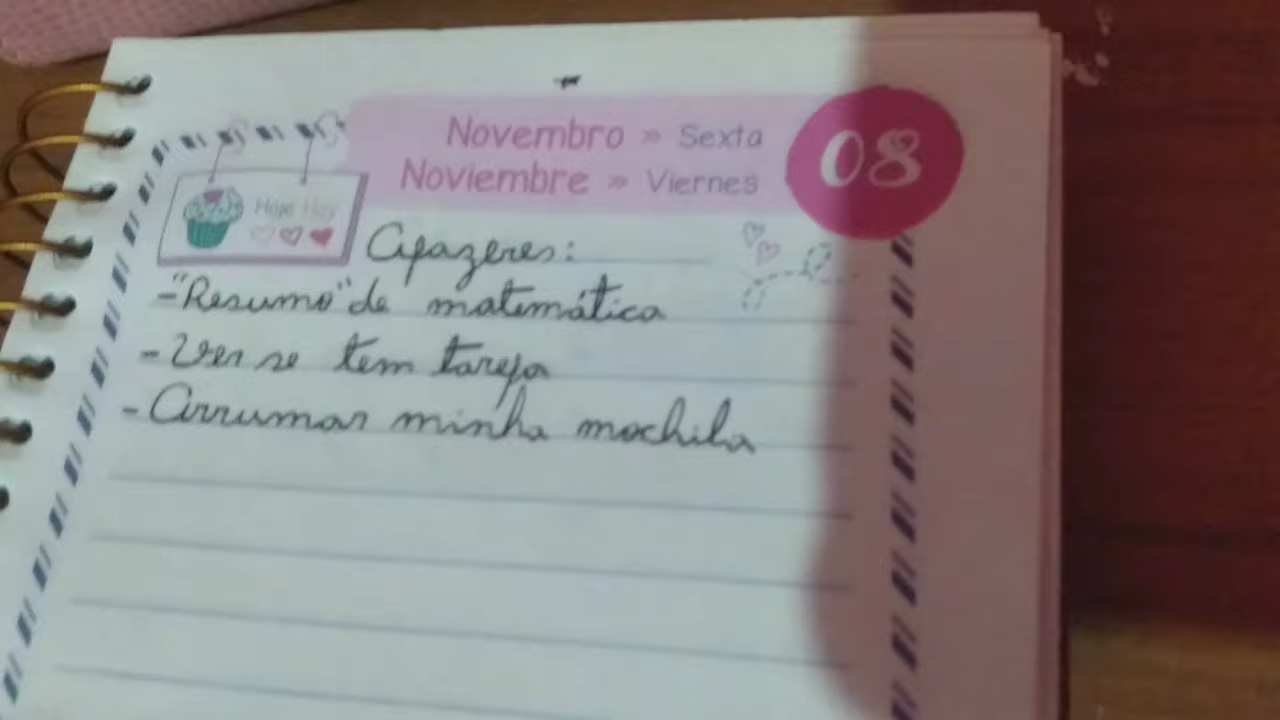 Novembro » Sexta
Noviembre » Viernes
08
Hoje Hoy
Afazeres:
-"Resumo" de matemática
- Ver se tem tarefa
- Arrumar minha mochila